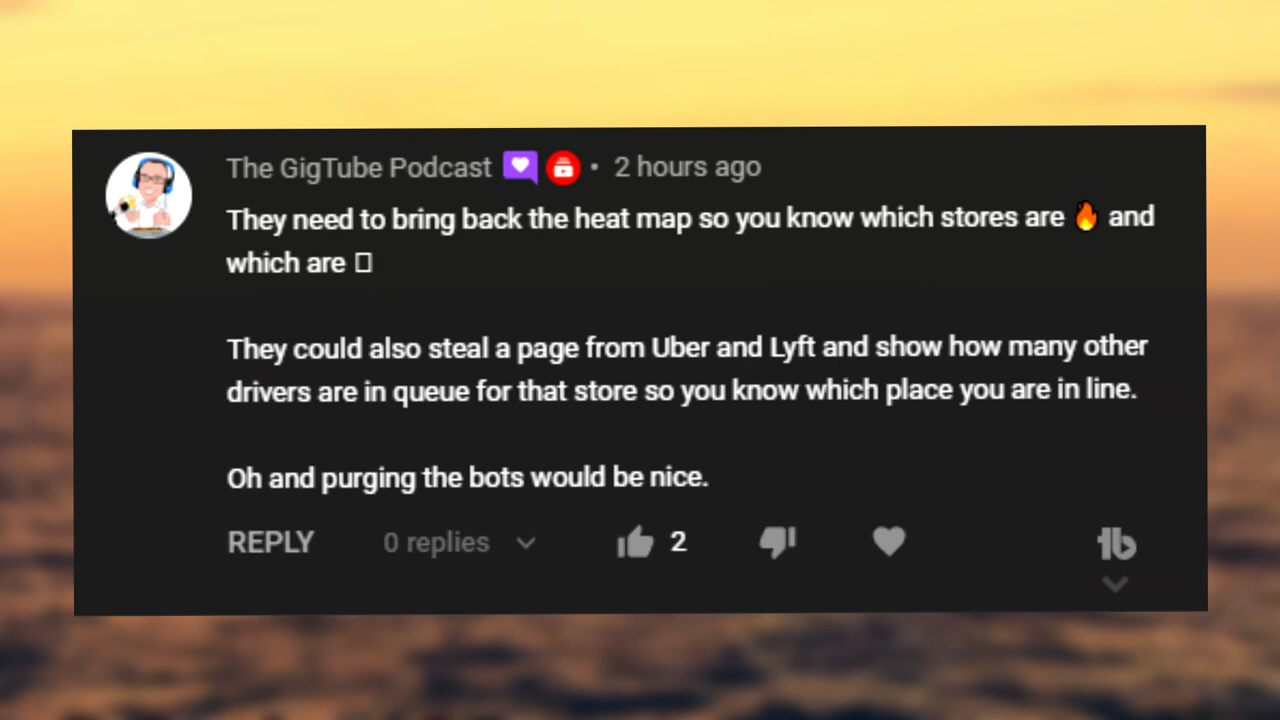 The GigTube Podcast • 2 hours ago
They need to bring back the heat map so you know which stores are 🔥 and
which are □
They could also steal a page from Uber and Lyft and show how many other
drivers are in queue for that store so you know which place you are in line.
Oh and purging the bots would be nice.
REPLY 0 replies 2 tb